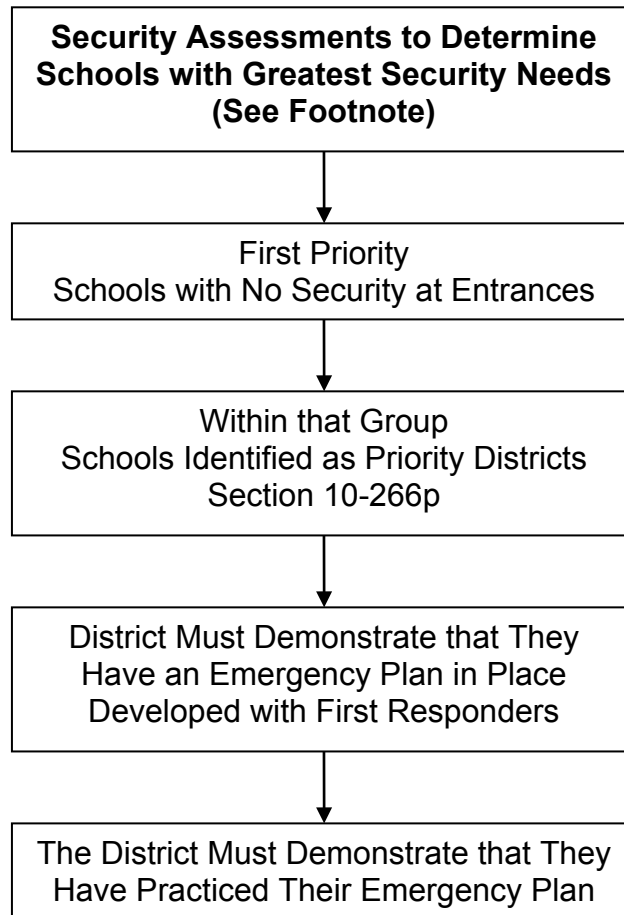 Security Assessments to Determine
Schools with Greatest Security Needs
(See Footnote)
First Priority
Schools with No Security at Entrances
Within that Group
Schools Identified as Priority Districts
Section 10-266p
District Must Demonstrate that They
Have an Emergency Plan in Place
Developed with First Responders
The District Must Demonstrate that They
Have Practiced Their Emergency Plan